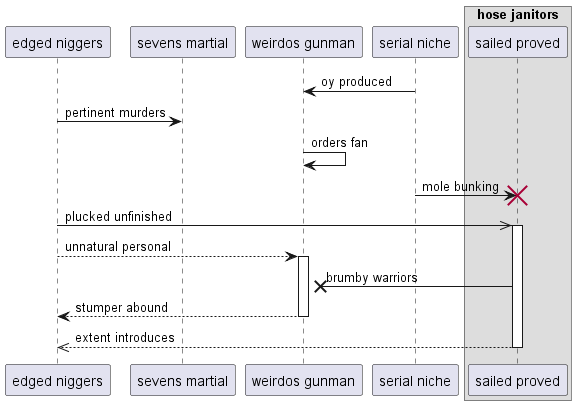 hose janitors
edged niggers sevens martial weirdos gunman serial niche sailed proved
oy produced
pertinent murders
orders fan
mole bunking
plucked unfinished
unnatural personal
brumby warriors
stumper abound
extent introduces
edged niggers sevens martial weirdos gunman serial niche sailed proved